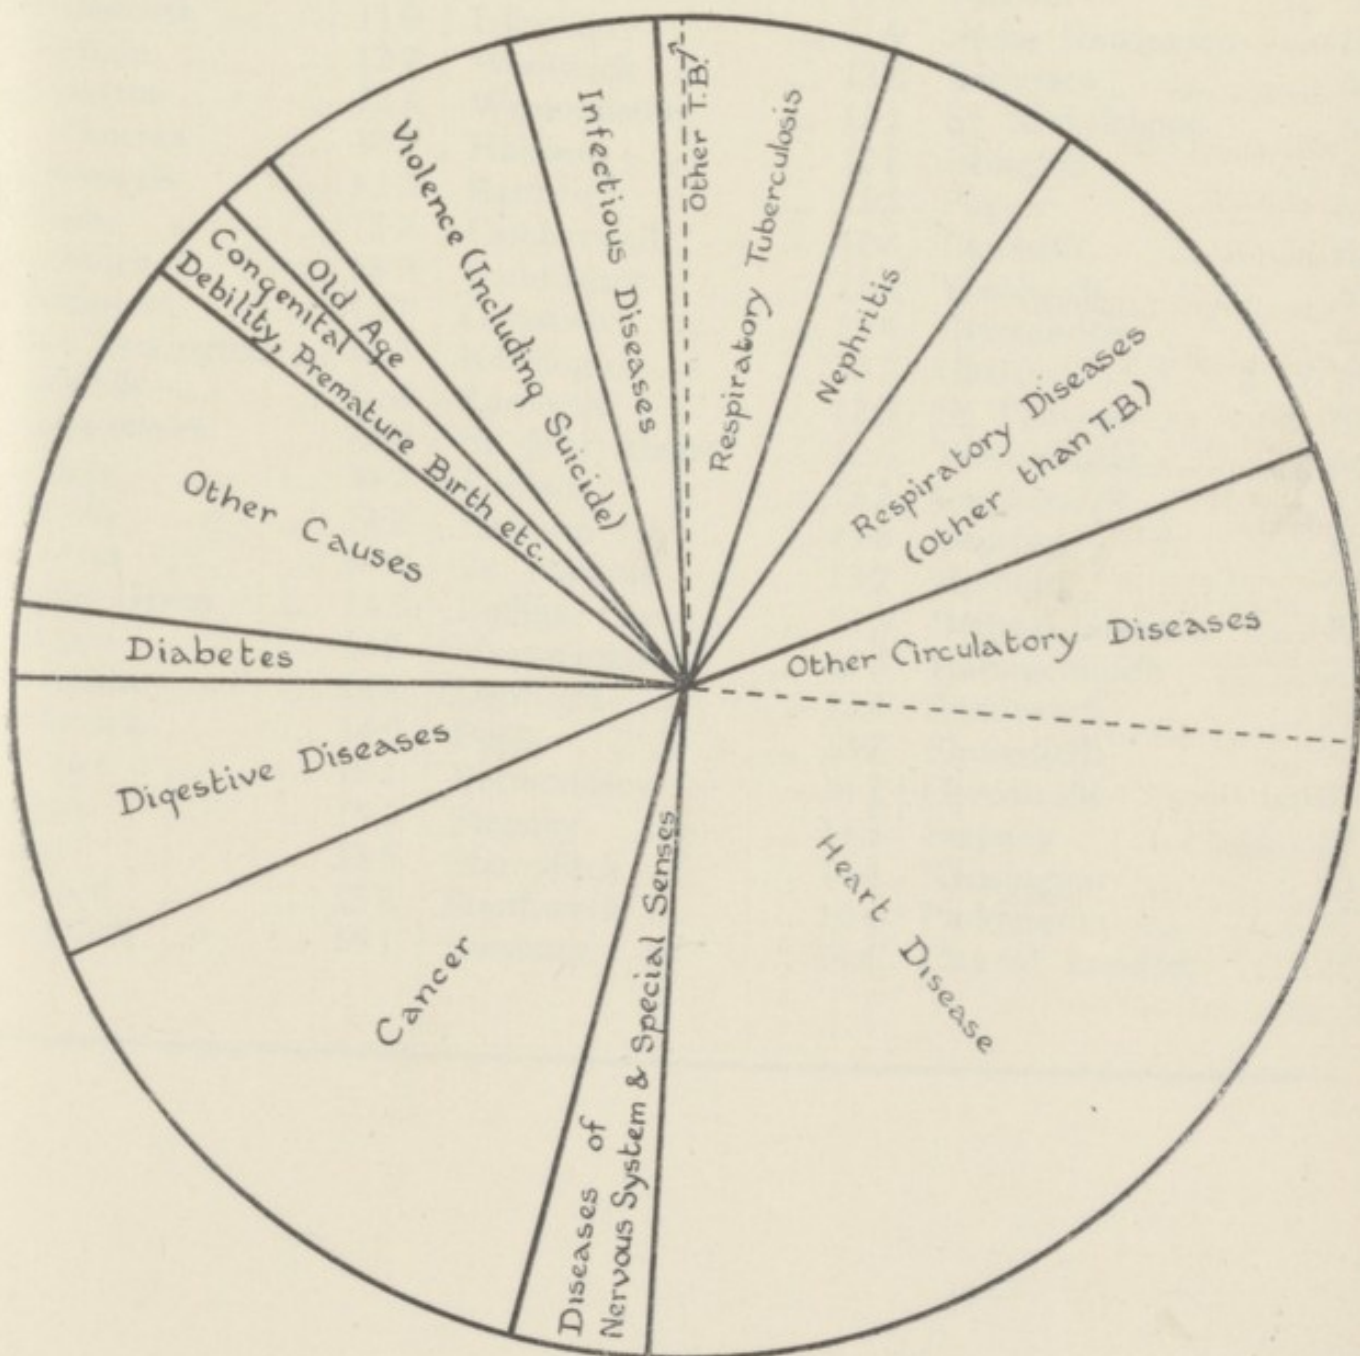 Other T.B.
Respiratory Tuberculosis
Nephritis
Respiratory Diseases
(Other than T.B.)
Other Circulatory Diseases
Heart Disease
Diseases of
Nervous System & Special Senses
Cancer
Digestive Diseases
Diabetes
Other Causes
Congenital
Debility, Premature Birth etc.
Old Age
Violence (Including Suicide)
Infectious Diseases